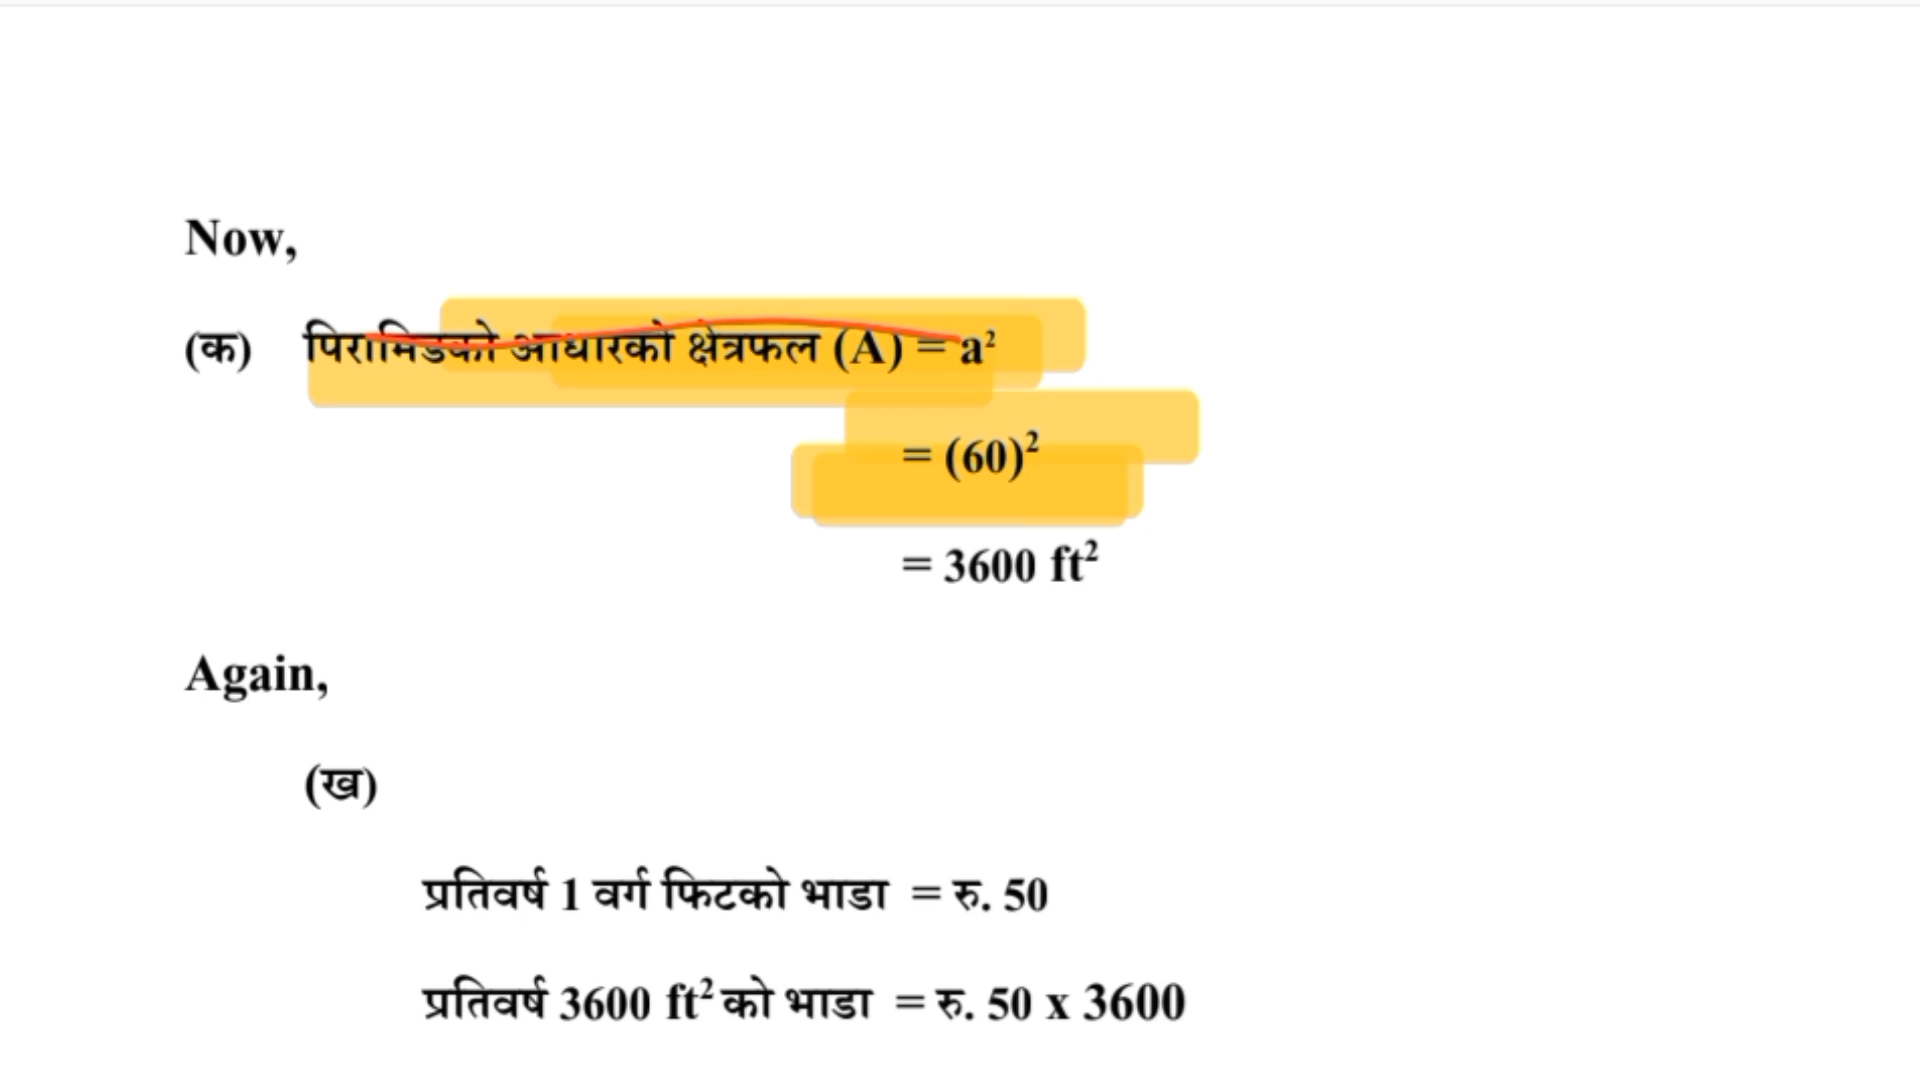 Now,
(क) पिरामिडको आधारको क्षेत्रफल (A) = a²
= (60)²
= 3600 ft²
Again,
(ख)
प्रतिवर्ष 1 वर्ग फिटको भाडा = रु. 50
प्रतिवर्ष 3600 ft² को भाडा = रु. 50 x 3600